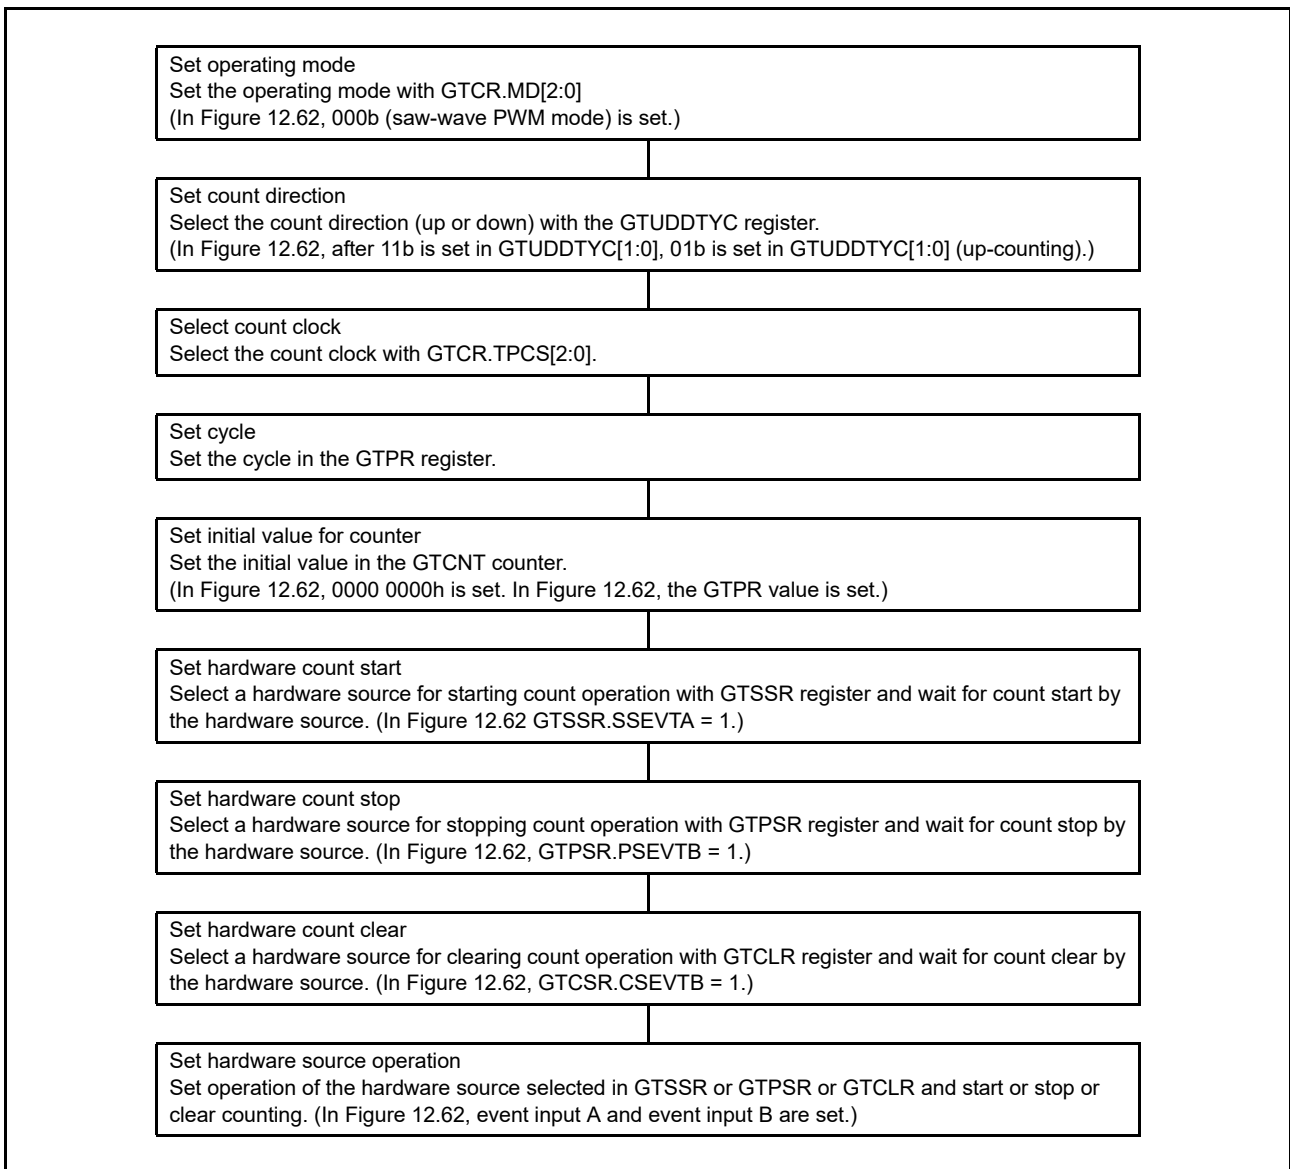 Set operating mode
Set the operating mode with GTCR.MD[2:0]
(In Figure 12.62, 000b (saw-wave PWM mode) is set.)
Set count direction
Select the count direction (up or down) with the GTUDDTYC register.
(In Figure 12.62, after 11b is set in GTUDDTYC[1:0], 01b is set in GTUDDTYC[1:0] (up-counting).)
Select count clock
Select the count clock with GTCR.TPCS[2:0].
Set cycle
Set the cycle in the GTPR register.
Set initial value for counter
Set the initial value in the GTCNT counter.
(In Figure 12.62, 0000 0000h is set. In Figure 12.62, the GTPR value is set.)
Set hardware count start
Select a hardware source for starting count operation with GTSSR register and wait for count start by
the hardware source. (In Figure 12.62 GTSSR.SSEVTA = 1.)
Set hardware count stop
Select a hardware source for stopping count operation with GTPSR register and wait for count stop by
the hardware source. (In Figure 12.62, GTPSR.PSEVTB = 1.)
Set hardware count clear
Select a hardware source for clearing count operation with GTCLR register and wait for count clear by
the hardware source. (In Figure 12.62, GTCSR.CSEVTB = 1.)
Set hardware source operation
Set operation of the hardware source selected in GTSSR or GTPSR or GTCLR and start or stop or
clear counting. (In Figure 12.62, event input A and event input B are set.)